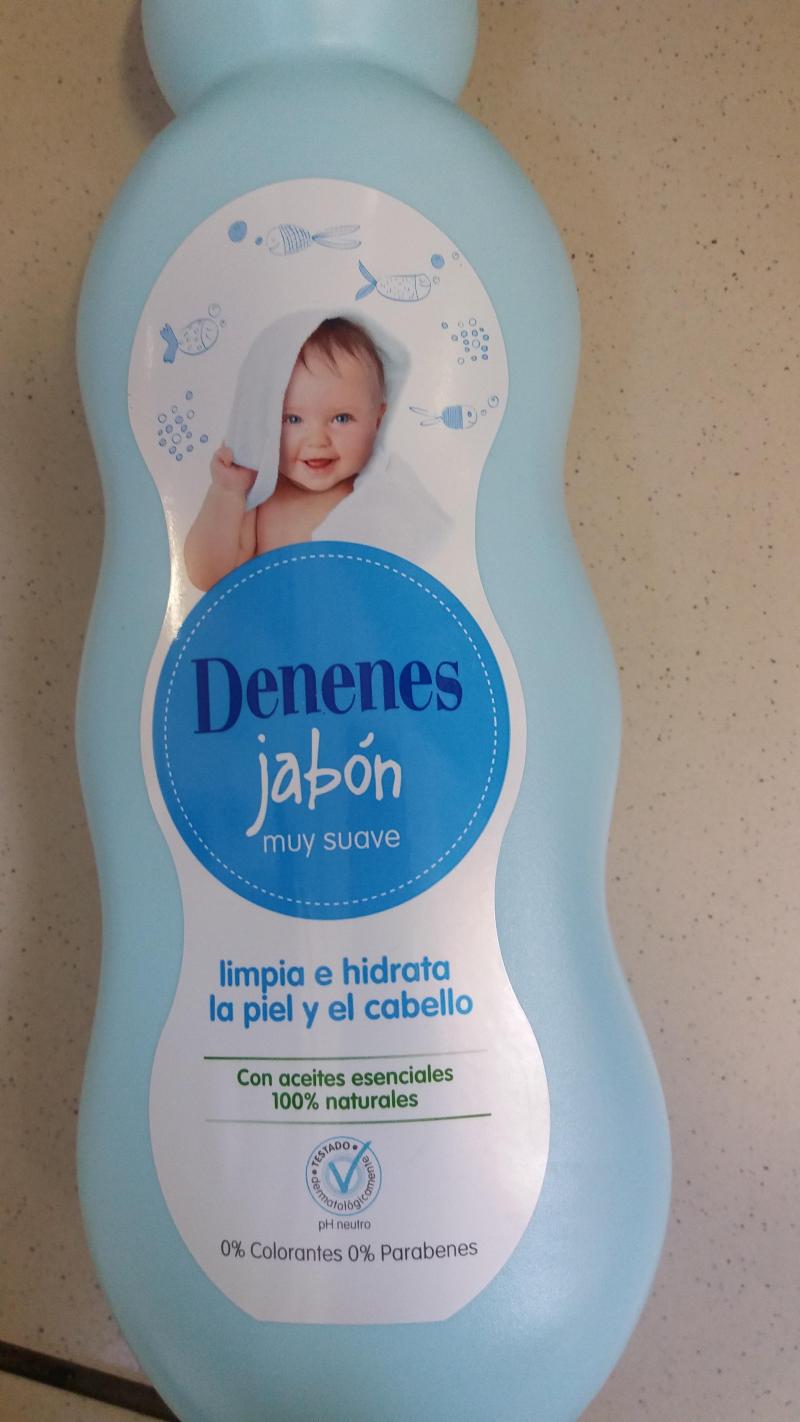 Denenes
jabón
muy suave
limpia e hidrata
la piel y el cabello
Con aceites esenciales
100% naturales
• TESTADO •
dermatológicamente
pH neutro
0% Colorantes 0% Parabenes